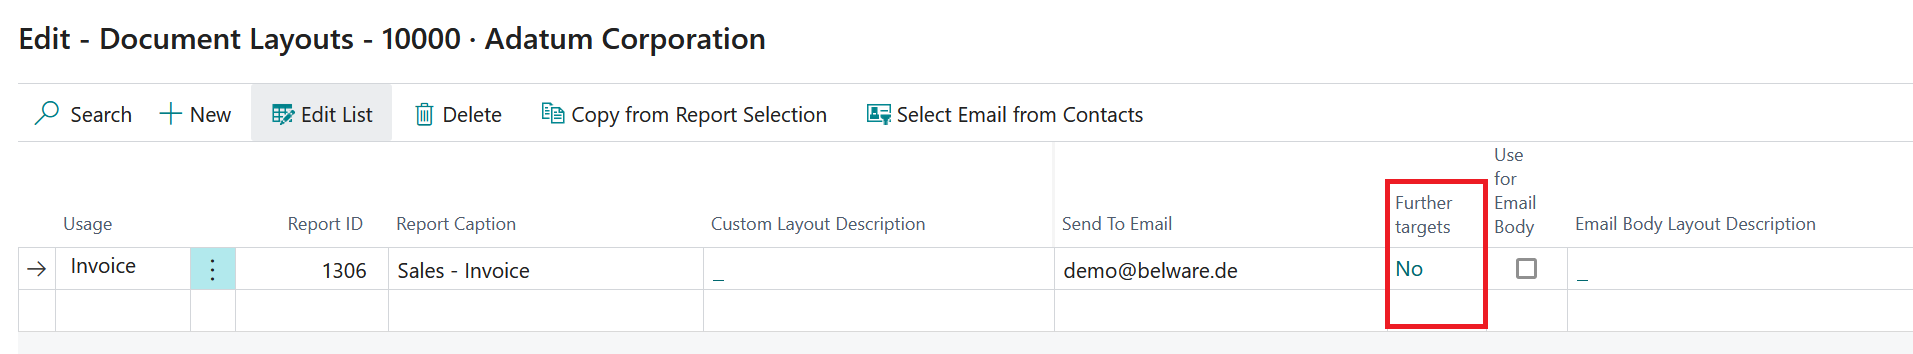 Edit - Document Layouts - 10000 · Adatum Corporation
Search New Edit List Delete Copy from Report Selection Select Email from Contacts
Usage Report ID Report Caption Custom Layout Description Send To Email Further targets Use for Email Body Email Body Layout Description
Invoice 1306 Sales - Invoice _ demo@belware.de No _